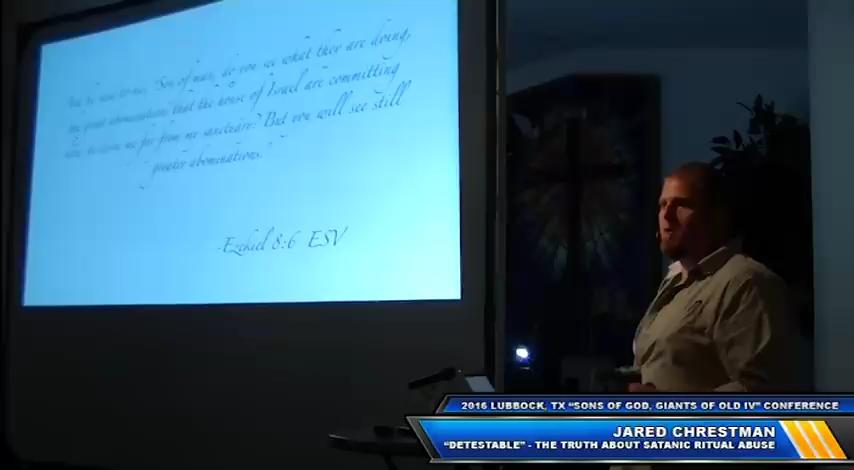 And he said to me, "Son of man, do you see what they are doing,
the great abominations that the house of Israel are committing
here, to drive me far from my sanctuary? But you will see still
greater abominations."
-Ezekiel 8:6 ESV
2016 LUBBOCK, TX "SONS OF GOD, GIANTS OF OLD IV" CONFERENCE
JARED CHRESTMAN
"DETESTABLE" - THE TRUTH ABOUT SATANIC RITUAL ABUSE